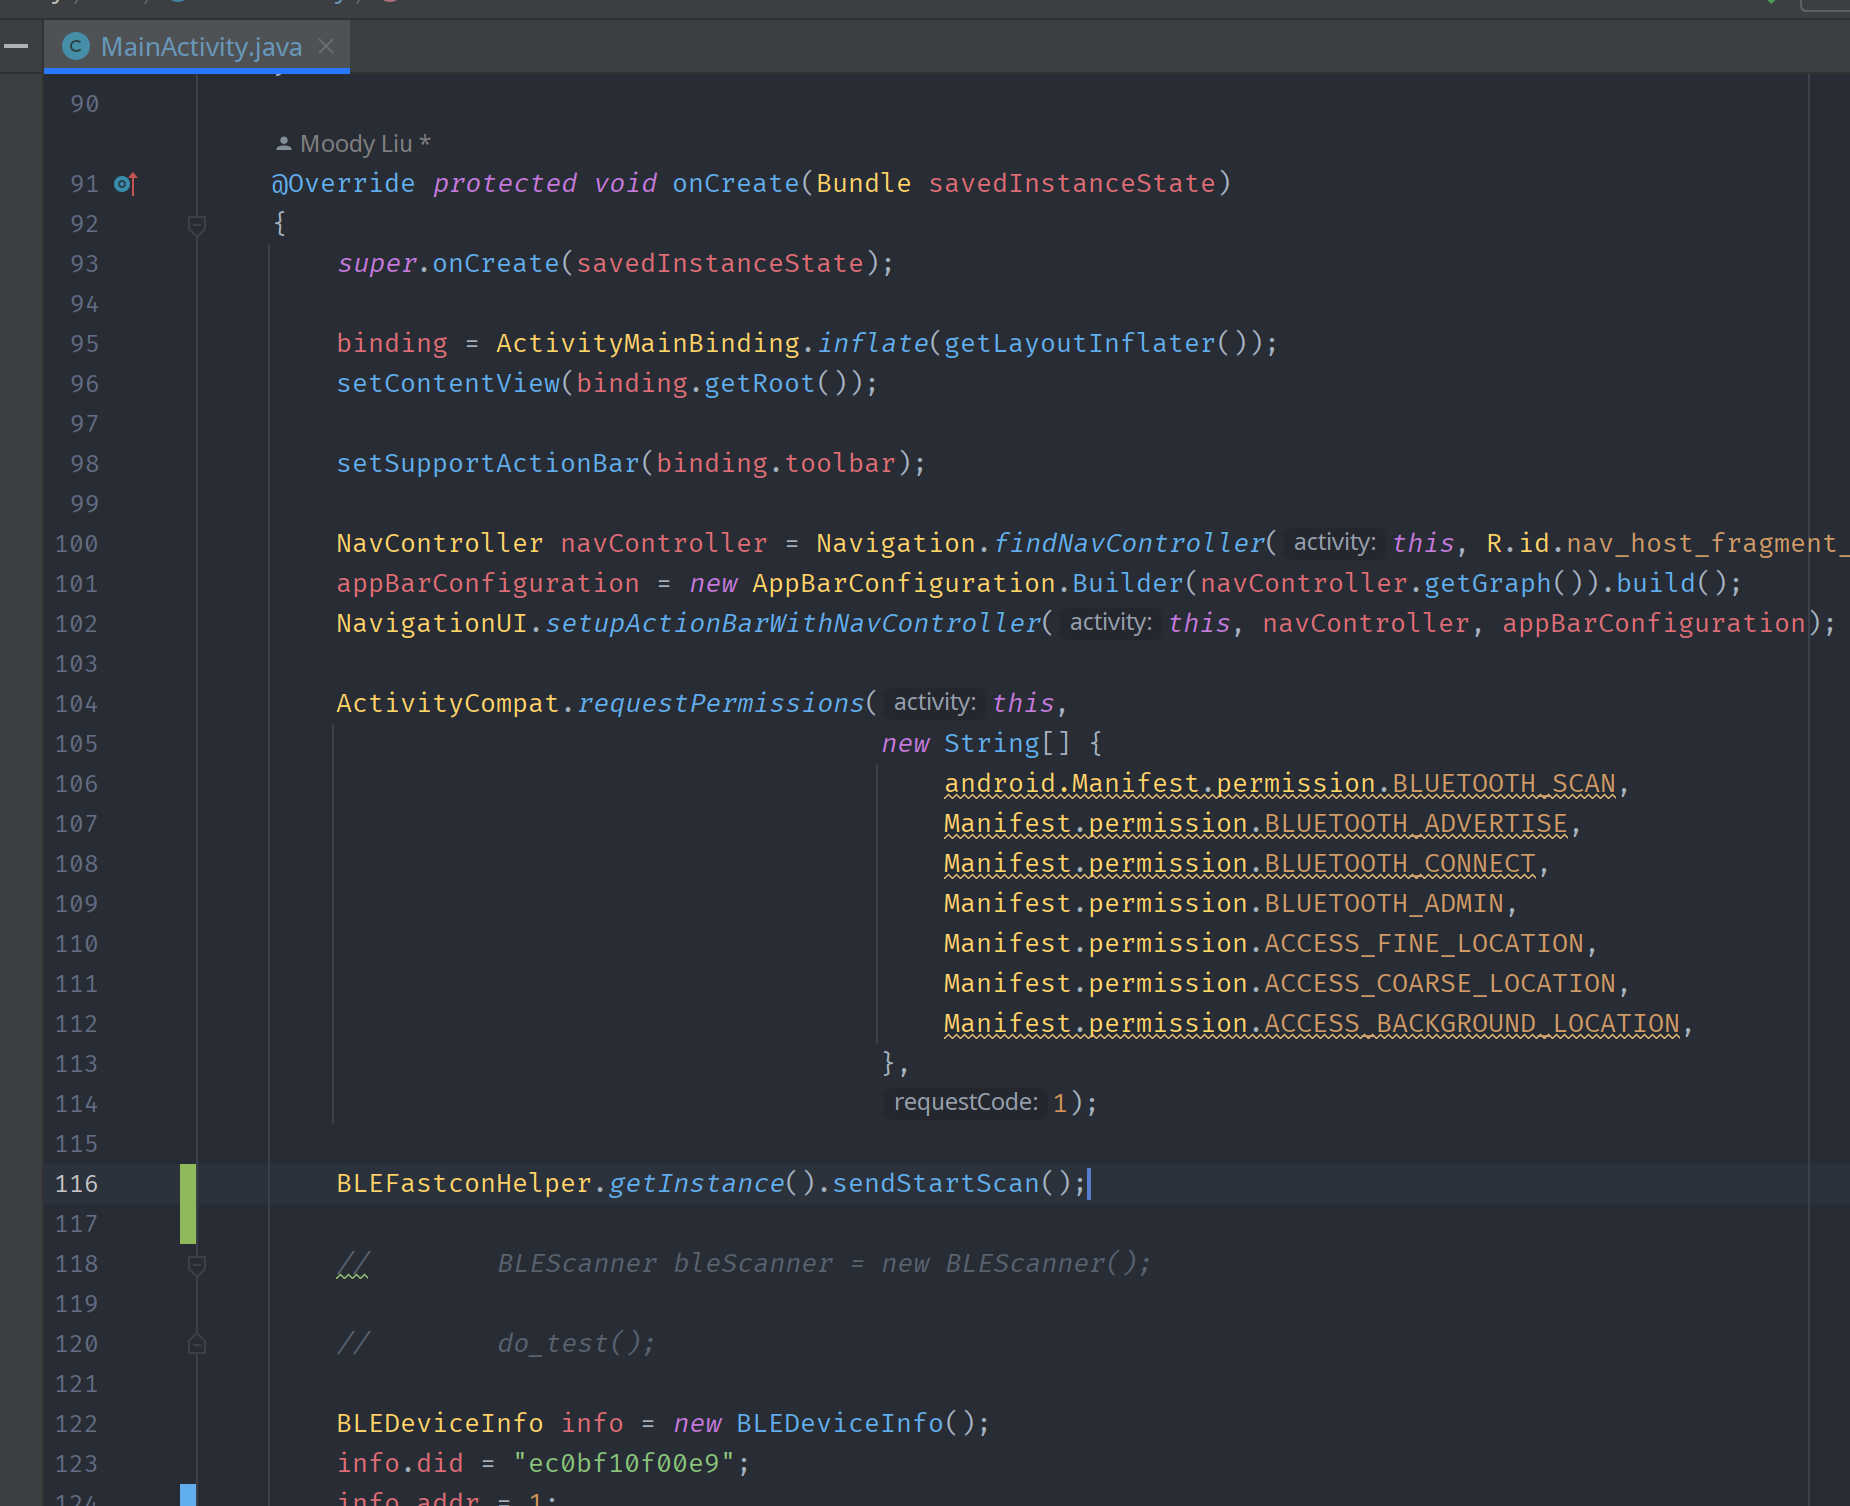 MainActivity.java
90
Moody Liu *
91 @Override protected void onCreate(Bundle savedInstanceState)
92 {
93 super.onCreate(savedInstanceState);
94
95 binding = ActivityMainBinding.inflate(getLayoutInflater());
96 setContentView(binding.getRoot());
97
98 setSupportActionBar(binding.toolbar);
99
100 NavController navController = Navigation.findNavController( activity: this, R.id.nav_host_fragment_
101 appBarConfiguration = new AppBarConfiguration.Builder(navController.getGraph()).build();
102 NavigationUI.setupActionBarWithNavController( activity: this, navController, appBarConfiguration);
103
104 ActivityCompat.requestPermissions( activity: this,
105 new String[] {
106 android.Manifest.permission.BLUETOOTH_SCAN,
107 Manifest.permission.BLUETOOTH_ADVERTISE,
108 Manifest.permission.BLUETOOTH_CONNECT,
109 Manifest.permission.BLUETOOTH_ADMIN,
110 Manifest.permission.ACCESS_FINE_LOCATION,
111 Manifest.permission.ACCESS_COARSE_LOCATION,
112 Manifest.permission.ACCESS_BACKGROUND_LOCATION,
113 },
114 requestCode: 1);
115
116 BLEFastconHelper.getInstance().sendStartScan();
117
118 // BLEScanner bleScanner = new BLEScanner();
119
120 // do_test();
121
122 BLEDeviceInfo info = new BLEDeviceInfo();
123 info.did = "ec0bf10f00e9";
124 info.addr = 1;